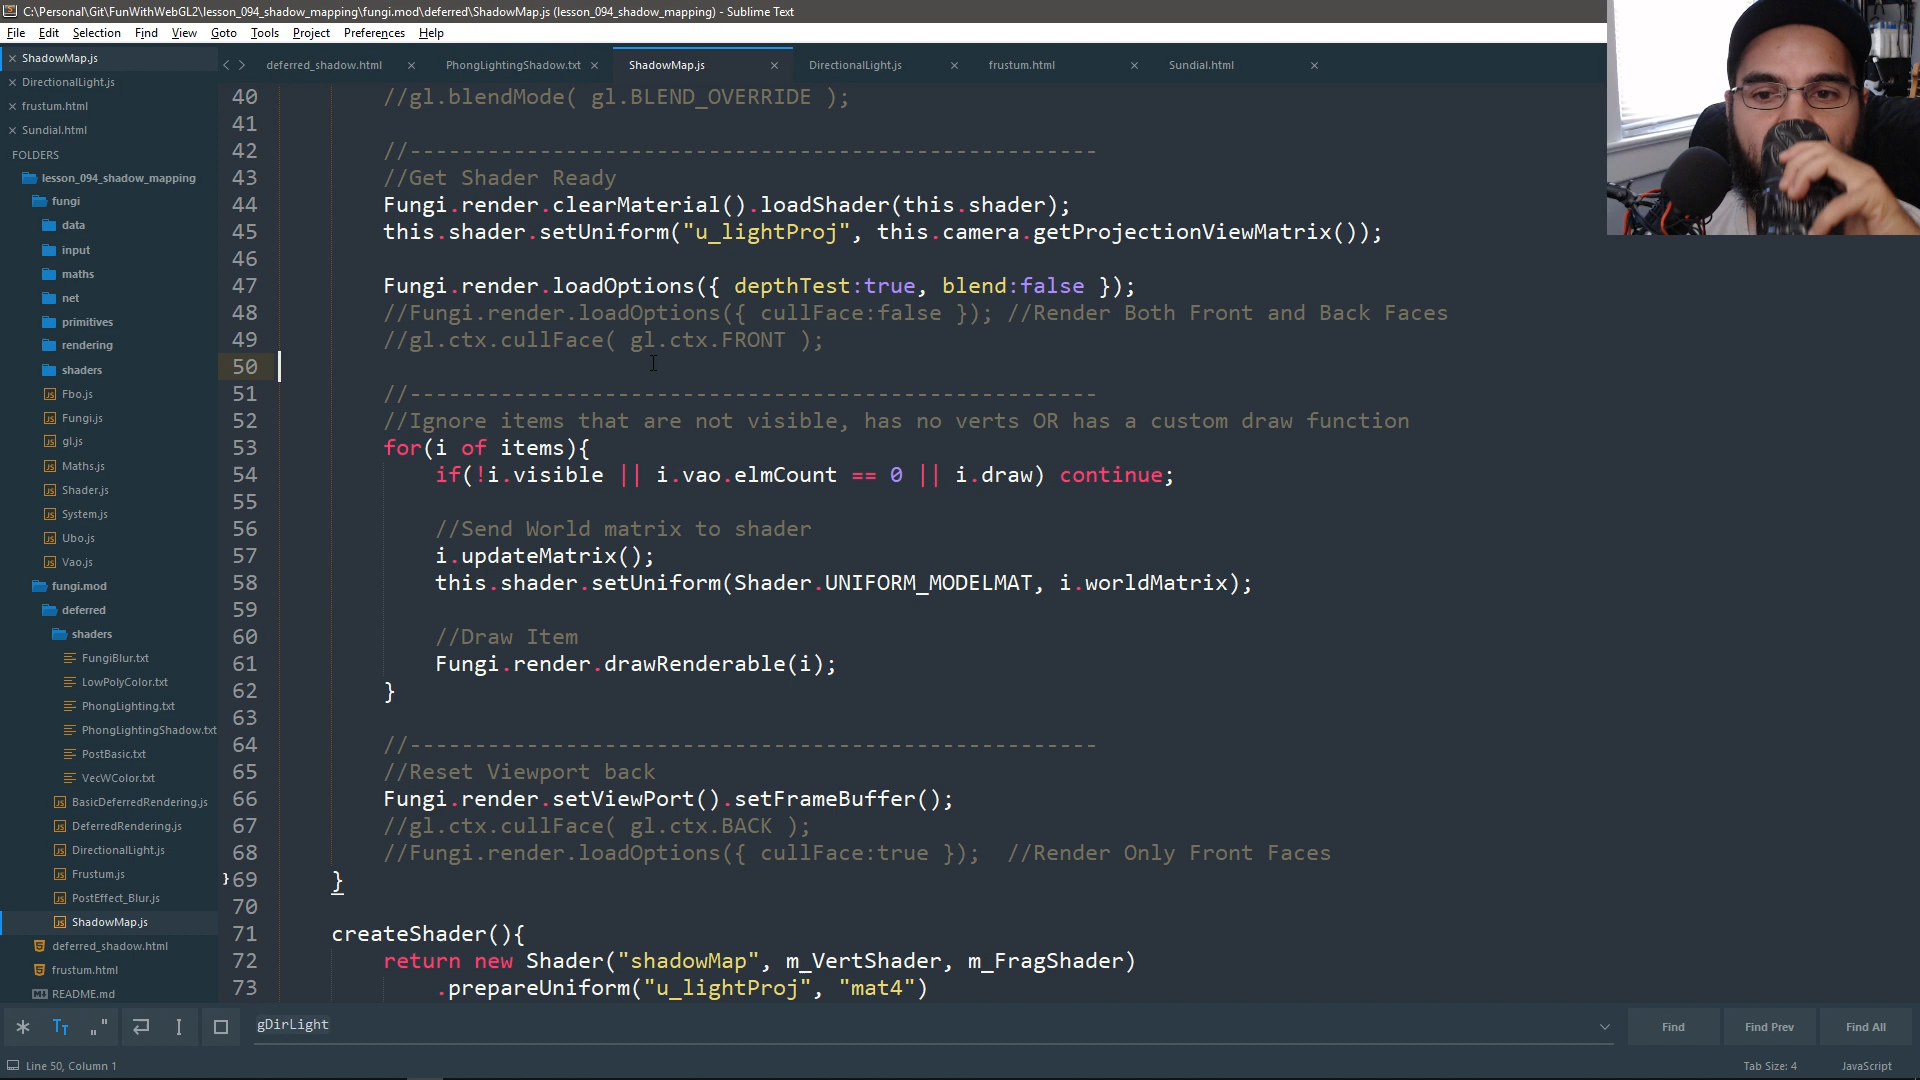 C:\Personal\Git\FunWithWebGL2\lesson_094_shadow_mapping\fungi.mod\deferred\ShadowMap.js (lesson_094_shadow_mapping) - Sublime Text
File Edit Selection Find View Goto Tools Project Preferences Help
ShadowMap.js
DirectionalLight.js
frustum.html
Sundial.html
FOLDERS
lesson_094_shadow_mapping
fungi
data
input
maths
net
primitives
rendering
shaders
Fbo.js
Fungi.js
gl.js
Maths.js
Shader.js
System.js
Ubo.js
Vao.js
fungi.mod
deferred
shaders
FungiBlur.txt
LowPolyColor.txt
PhongLighting.txt
PhongLightingShadow.txt
PostBasic.txt
VecWColor.txt
BasicDeferredRendering.js
DeferredRendering.js
DirectionalLight.js
Frustum.js
PostEffect_Blur.js
ShadowMap.js
deferred_shadow.html
frustum.html
README.md
deferred_shadow.html PhongLightingShadow.txt ShadowMap.js DirectionalLight.js frustum.html Sundial.html
40 //gl.blendMode( gl.BLEND_OVERRIDE );
41
42 //-----------------------------------------------------
43 //Get Shader Ready
44 Fungi.render.clearMaterial().loadShader(this.shader);
45 this.shader.setUniform("u_lightProj", this.camera.getProjectionViewMatrix());
46
47 Fungi.render.loadOptions({ depthTest:true, blend:false });
48 //Fungi.render.loadOptions({ cullFace:false }); //Render Both Front and Back Faces
49 //gl.ctx.cullFace( gl.ctx.FRONT );
50
51 //-----------------------------------------------------
52 //Ignore items that are not visible, has no verts OR has a custom draw function
53 for(i of items){
54 if(!i.visible || i.vao.elmCount == 0 || i.draw) continue;
55
56 //Send World matrix to shader
57 i.updateMatrix();
58 this.shader.setUniform(Shader.UNIFORM_MODELMAT, i.worldMatrix);
59
60 //Draw Item
61 Fungi.render.drawRenderable(i);
62 }
63
64 //-----------------------------------------------------
65 //Reset Viewport back
66 Fungi.render.setViewPort().setFrameBuffer();
67 //gl.ctx.cullFace( gl.ctx.BACK );
68 //Fungi.render.loadOptions({ cullFace:true }); //Render Only Front Faces
}69 }
70
71 createShader(){
72 return new Shader("shadowMap", m_VertShader, m_FragShader)
73 .prepareUniform("u_lightProj", "mat4")
gDirLight
Find Find Prev Find All
Line 50, Column 1
Tab Size: 4 JavaScript